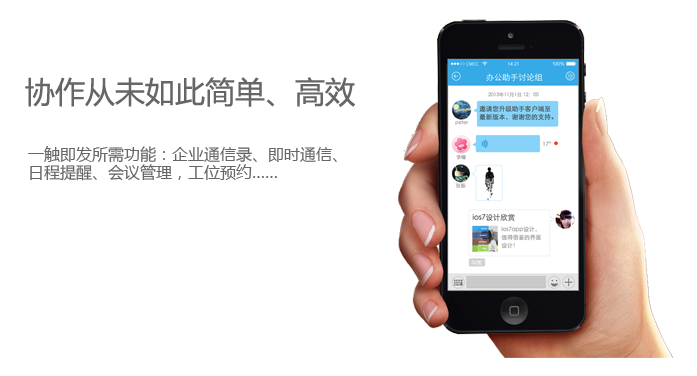 协作从未如此简单、高效
一触即发所需功能：企业通信录、即时通信、
日程提醒、会议管理，工位预约......
14:21
100%
办公助手讨论组
2013年11月1日 12：00
邀请您升级助手客户端至
最新版本，谢谢您的支持。
peter
17"
李楠
ios7设计欣赏
ios7app设计，
值得借鉴的界面
设计！